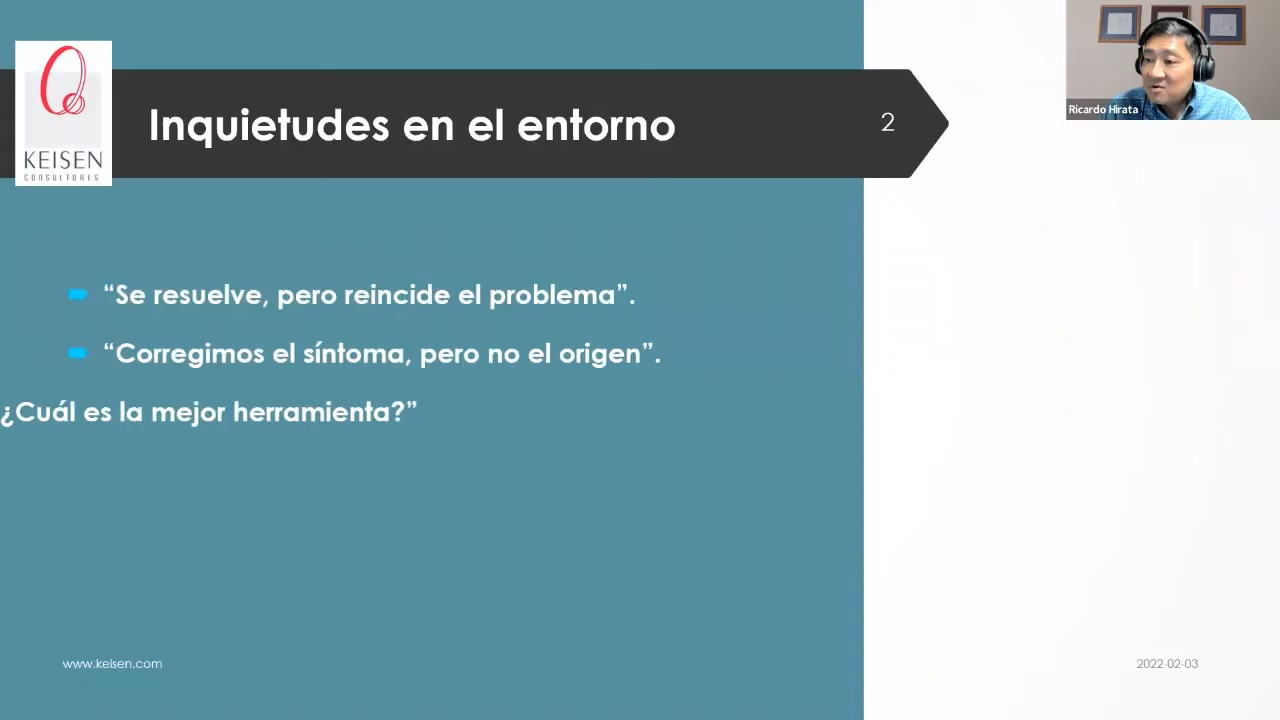 Ricardo Hirata
Inquietudes en el entorno
2
KEISEN
CONSULTORES
“Se resuelve, pero reincide el problema”.
“Corregimos el síntoma, pero no el origen”.
¿Cuál es la mejor herramienta?”
www.keisen.com
2022-02-03